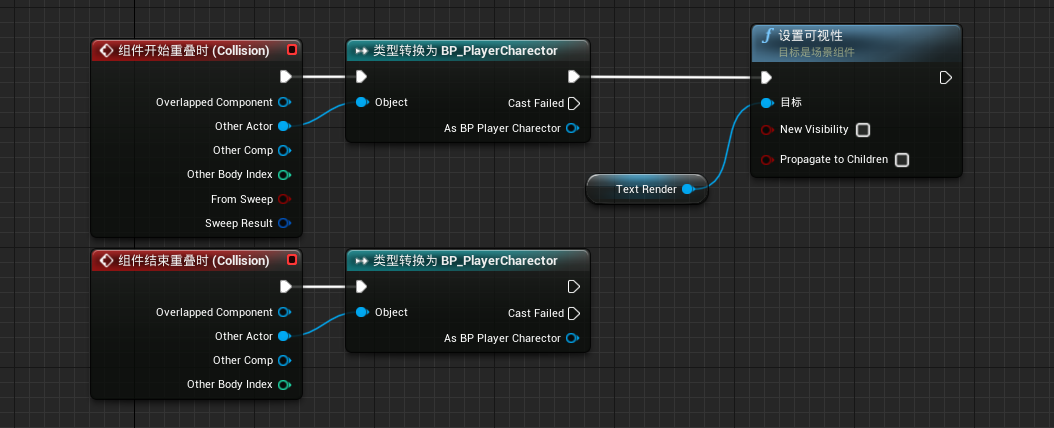 组件开始重叠时 (Collision)
Overlapped Component
Other Actor
Other Comp
Other Body Index
From Sweep
Sweep Result
类型转换为 BP_PlayerCharector
Object
Cast Failed
As BP Player Charector
Text Render
设置可视性
目标是场景组件
目标
New Visibility
Propagate to Children
组件结束重叠时 (Collision)
Overlapped Component
Other Actor
Other Comp
Other Body Index
类型转换为 BP_PlayerCharector
Object
Cast Failed
As BP Player Charector